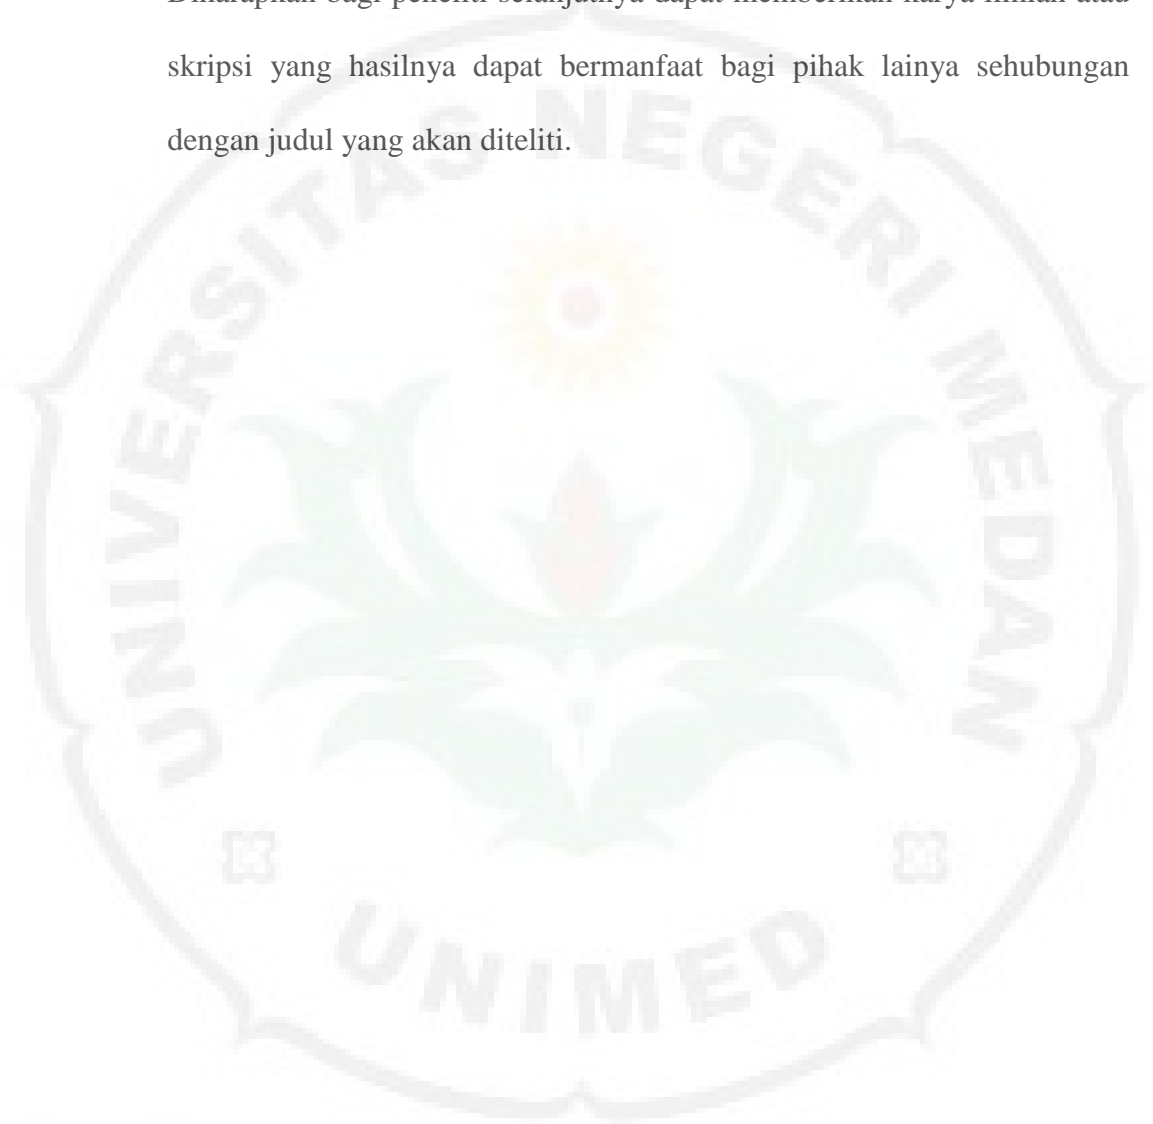 Diharapkan bagi peneliti selanjutnya dapat memberikan karya ilmiah atau
skripsi yang hasilnya dapat bermanfaat bagi pihak lainya sehubungan
dengan judul yang akan diteliti.
UNIVERSITAS NEGERI MEDAN
UNIMED